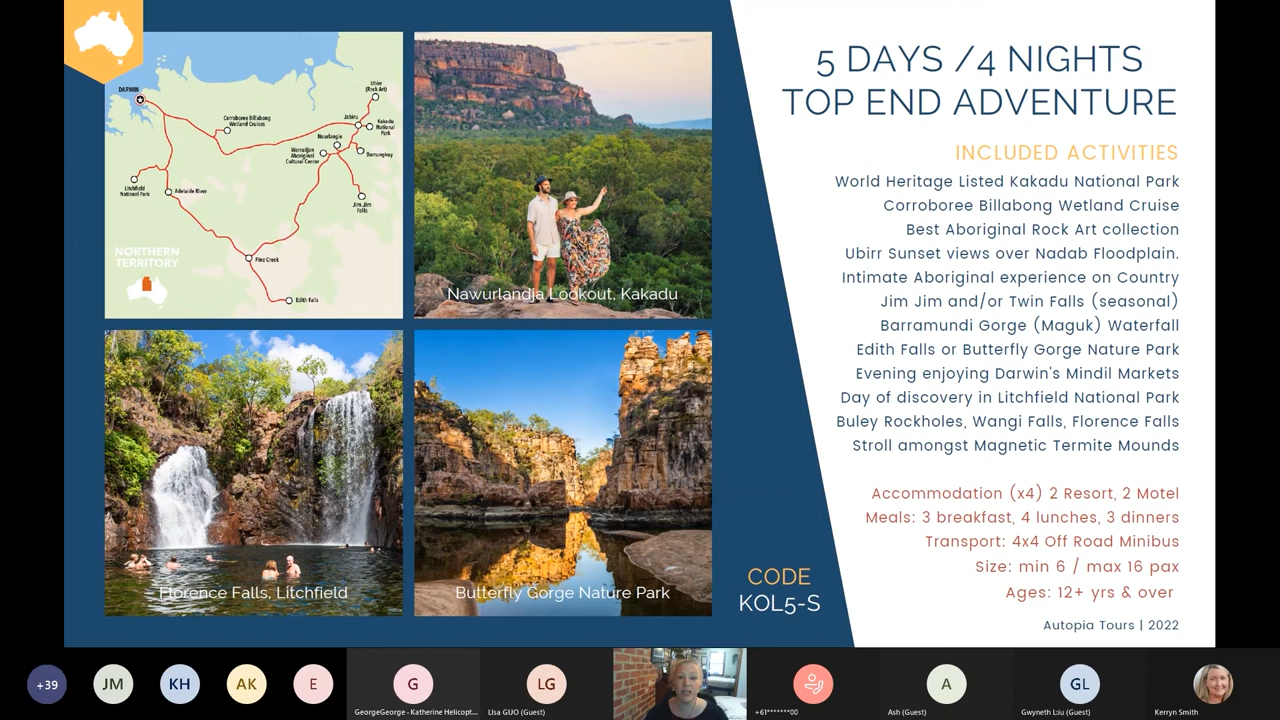 5 DAYS /4 NIGHTS
TOP END ADVENTURE
INCLUDED ACTIVITIES
World Heritage Listed Kakadu National Park
Corroboree Billabong Wetland Cruise
Best Aboriginal Rock Art collection
Ubirr Sunset views over Nadab Floodplain.
Intimate Aboriginal experience on Country
Jim Jim and/or Twin Falls (seasonal)
Barramundi Gorge (Maguk) Waterfall
Edith Falls or Butterfly Gorge Nature Park
Evening enjoying Darwin's Mindil Markets
Day of discovery in Litchfield National Park
Buley Rockholes, Wangi Falls, Florence Falls
Stroll amongst Magnetic Termite Mounds
Accommodation (x4) 2 Resort, 2 Motel
Meals: 3 breakfast, 4 lunches, 3 dinners
Transport: 4x4 Off Road Minibus
Size: min 6 / max 16 pax
Ages: 12+ yrs & over
Autopia Tours | 2022
CODE
KOL5-S
DARWIN
Corroboree Billabong
Wetland Cruises
Ubirr
(Rock Art)
Jabiru
Kakadu
National
Park
Nourlangie
Warradjan
Aboriginal
Cultural Center
Burrungkuy
Jim Jim
Falls
Litchfield
National Park
Adelaide River
Pine Creek
Edith Falls
NORTHERN
TERRITORY
Nawurlandja Lookout, Kakadu
Florence Falls, Litchfield
Butterfly Gorge Nature Park
+39
JM
KH
AK
E
G
GeorgeGeorge - Katherine Helicopt...
LG
LIsa GUO (Guest)
+61*******00
A
Ash (Guest)
GL
Gwyneth L:iu (Guest)
Kerryn Smith